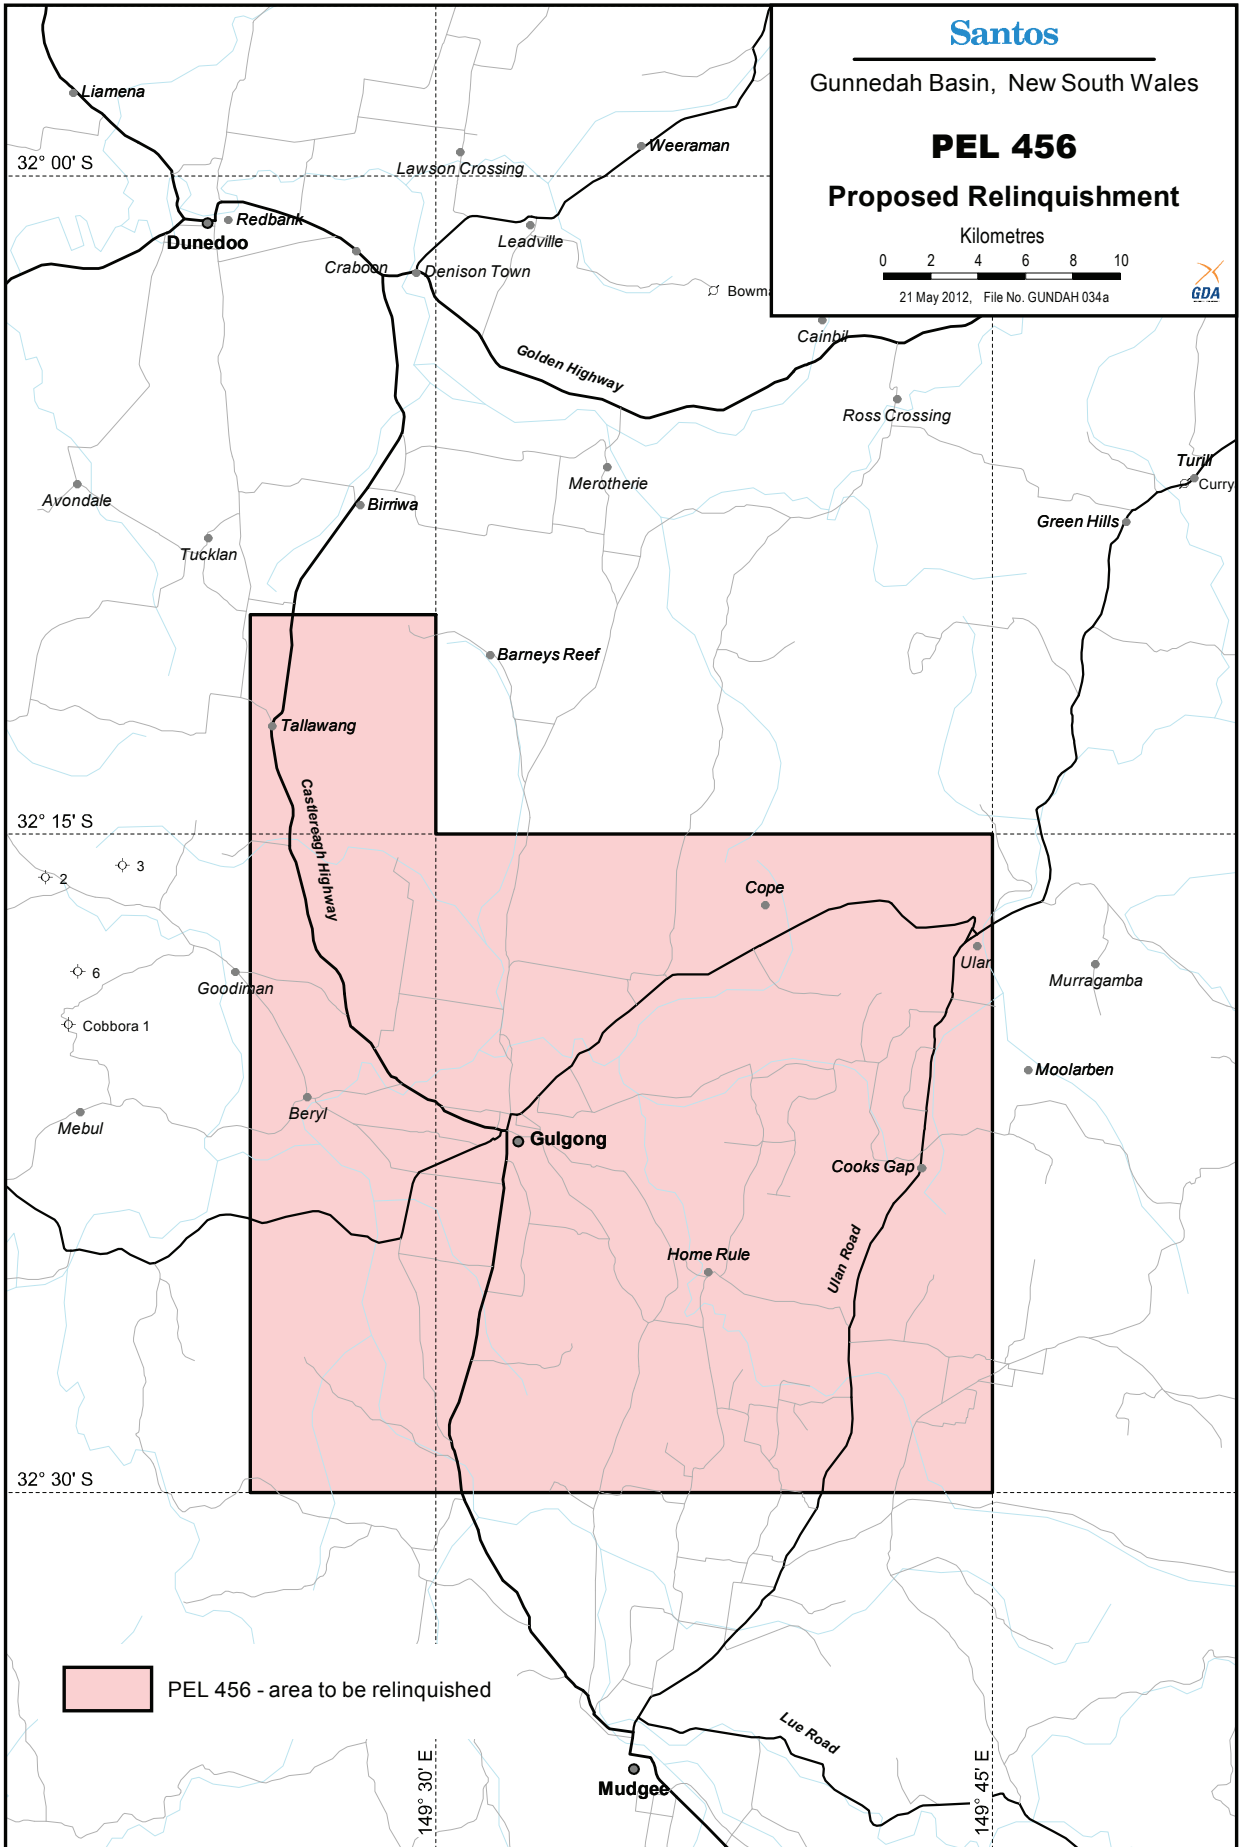 Santos
Gunnedah Basin, New South Wales
PEL 456
Proposed Relinquishment
Kilometres
0 2 4 6 8 10
21 May 2012, File No. GUNDAH 034a
GDA
Liamena
Weeraman
32° 00' S
Lawson Crossing
Redbank
Dunedoo
Leadville
Craboon
Denison Town
Bowma
Cainbil
Golden Highway
Ross Crossing
Turill
Merotherie
Curry
Avondale
Birriwa
Green Hills
Tucklan
Barneys Reef
Tallawang
Castlereagh Highway
32° 15' S
3
2
Cope
Ulan
6
Goodiman
Murragamba
Cobbora 1
Moolarben
Beryl
Mebul
Gulgong
Cooks Gap
Home Rule
Ulan Road
32° 30' S
PEL 456 - area to be relinquished
Lue Road
149° 30' E
149° 45' E
Mudgee